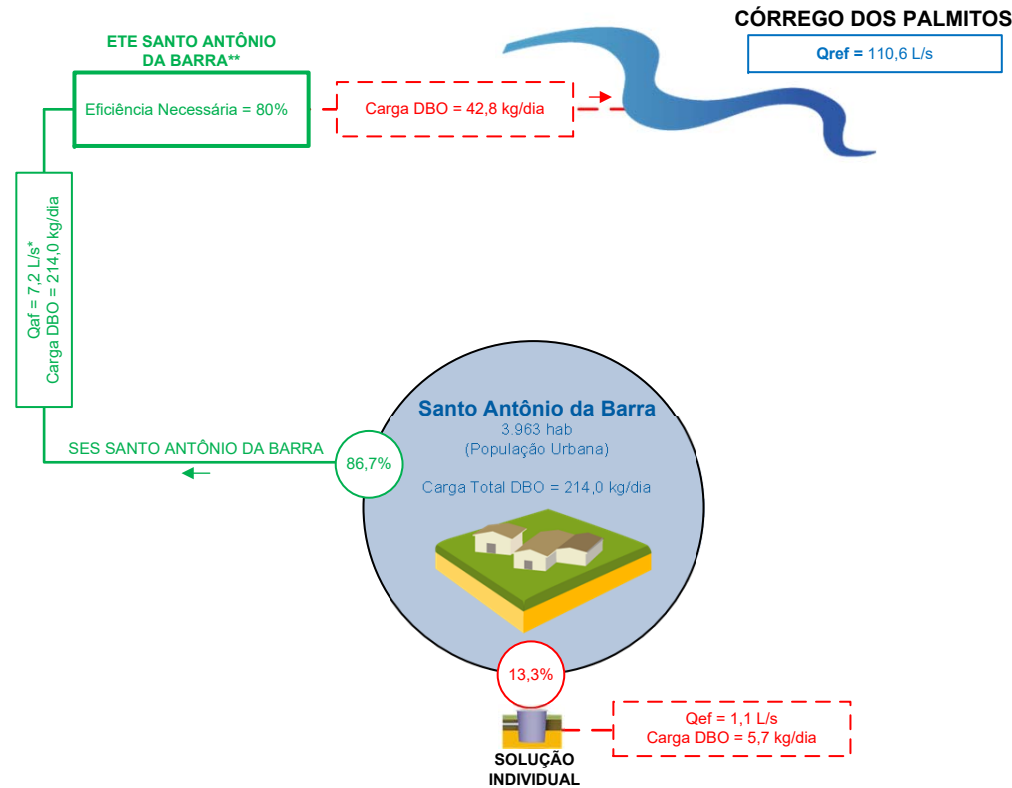 CÓRREGO DOS PALMITOS
Qref = 110,6 L/s
ETE SANTO ANTÔNIO
DA BARRA**
Eficiência Necessária = 80%
Carga DBO = 42,8 kg/dia
Qaf = 7,2 L/s*
Carga DBO = 214,0 kg/dia
SES SANTO ANTÔNIO DA BARRA
86,7%
Santo Antônio da Barra
3.963 hab
(População Urbana)
Carga Total DBO = 214,0 kg/dia
13,3%
Qef = 1,1 L/s
Carga DBO = 5,7 kg/dia
SOLUÇÃO
INDIVIDUAL